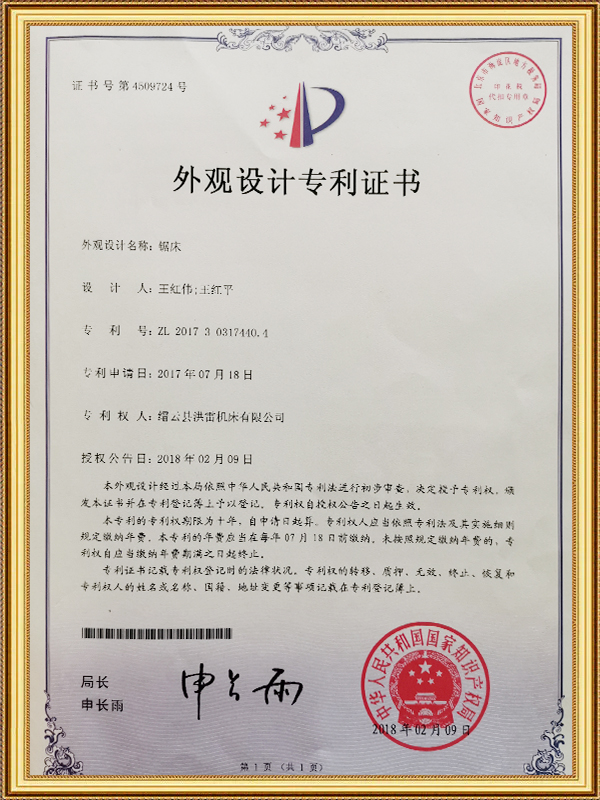 证书号第4509724号
外观设计专利证书
外观设计名称:锯床
设 计 人:王红伟;王红平
专 利 号:ZL 2017 3 0317440.4
专利申请日:2017年07月18日
专 利 权 人:缙云县洪雷机床有限公司
授权公告日:2018年02月09日
本外观设计经过本局依照中华人民共和国专利法进行初步审查,决定授予专利权,颁
发本证书并在专利登记簿上予以登记。专利权自授权公告之日起生效。
本专利的专利权期限为十年,自申请日起算。专利权人应当依照专利法及其实施细则
规定缴纳年费。本专利的年费应当在每年07月18日前缴纳。未按照规定缴纳年费的,专
利权自应当缴纳年费期满之日起终止。
专利证书记载专利权登记时的法律状况。专利权的转移、质押、无效、终止、恢复和
专利权人的姓名或名称、国籍、地址变更等事项记载在专利登记簿上。
局长
申长雨
申长雨
中华人民共和国国家知识产权局
2018年02月09日
第1页(共1页)